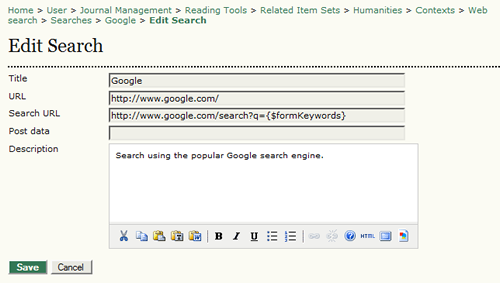 Home > User > Journal Management > Reading Tools > Related Item Sets > Humanities > Contexts > Web
search > Searches > Google > Edit Search
Edit Search
Title Google
URL http://www.google.com/
Search URL http://www.google.com/search?q={$formKeywords}
Post data
Description Search using the popular Google search engine.
B I U HTML
Save Cancel